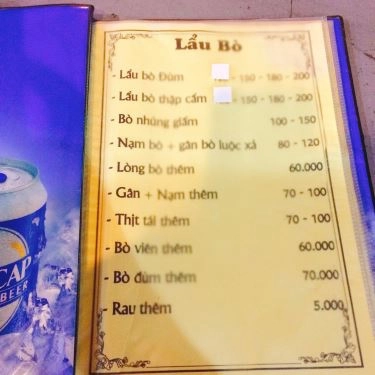 Lẩu Bò
- Lẩu bò Đùm - 150 - 180 - 200
- Lẩu bò thập cẩm - 150 - 180 - 200
- Bò nhúng giấm 100 - 150
- Nạm bò + gân bò luộc xả 80 - 120
- Lòng bò thêm 60.000
- Gân + Nạm thêm 70 - 100
- Thịt tái thêm 70 - 100
- Bò viên thêm 60.000
- Bò đùm thêm 70.000
- Rau thêm 5.000
CAP
BEER